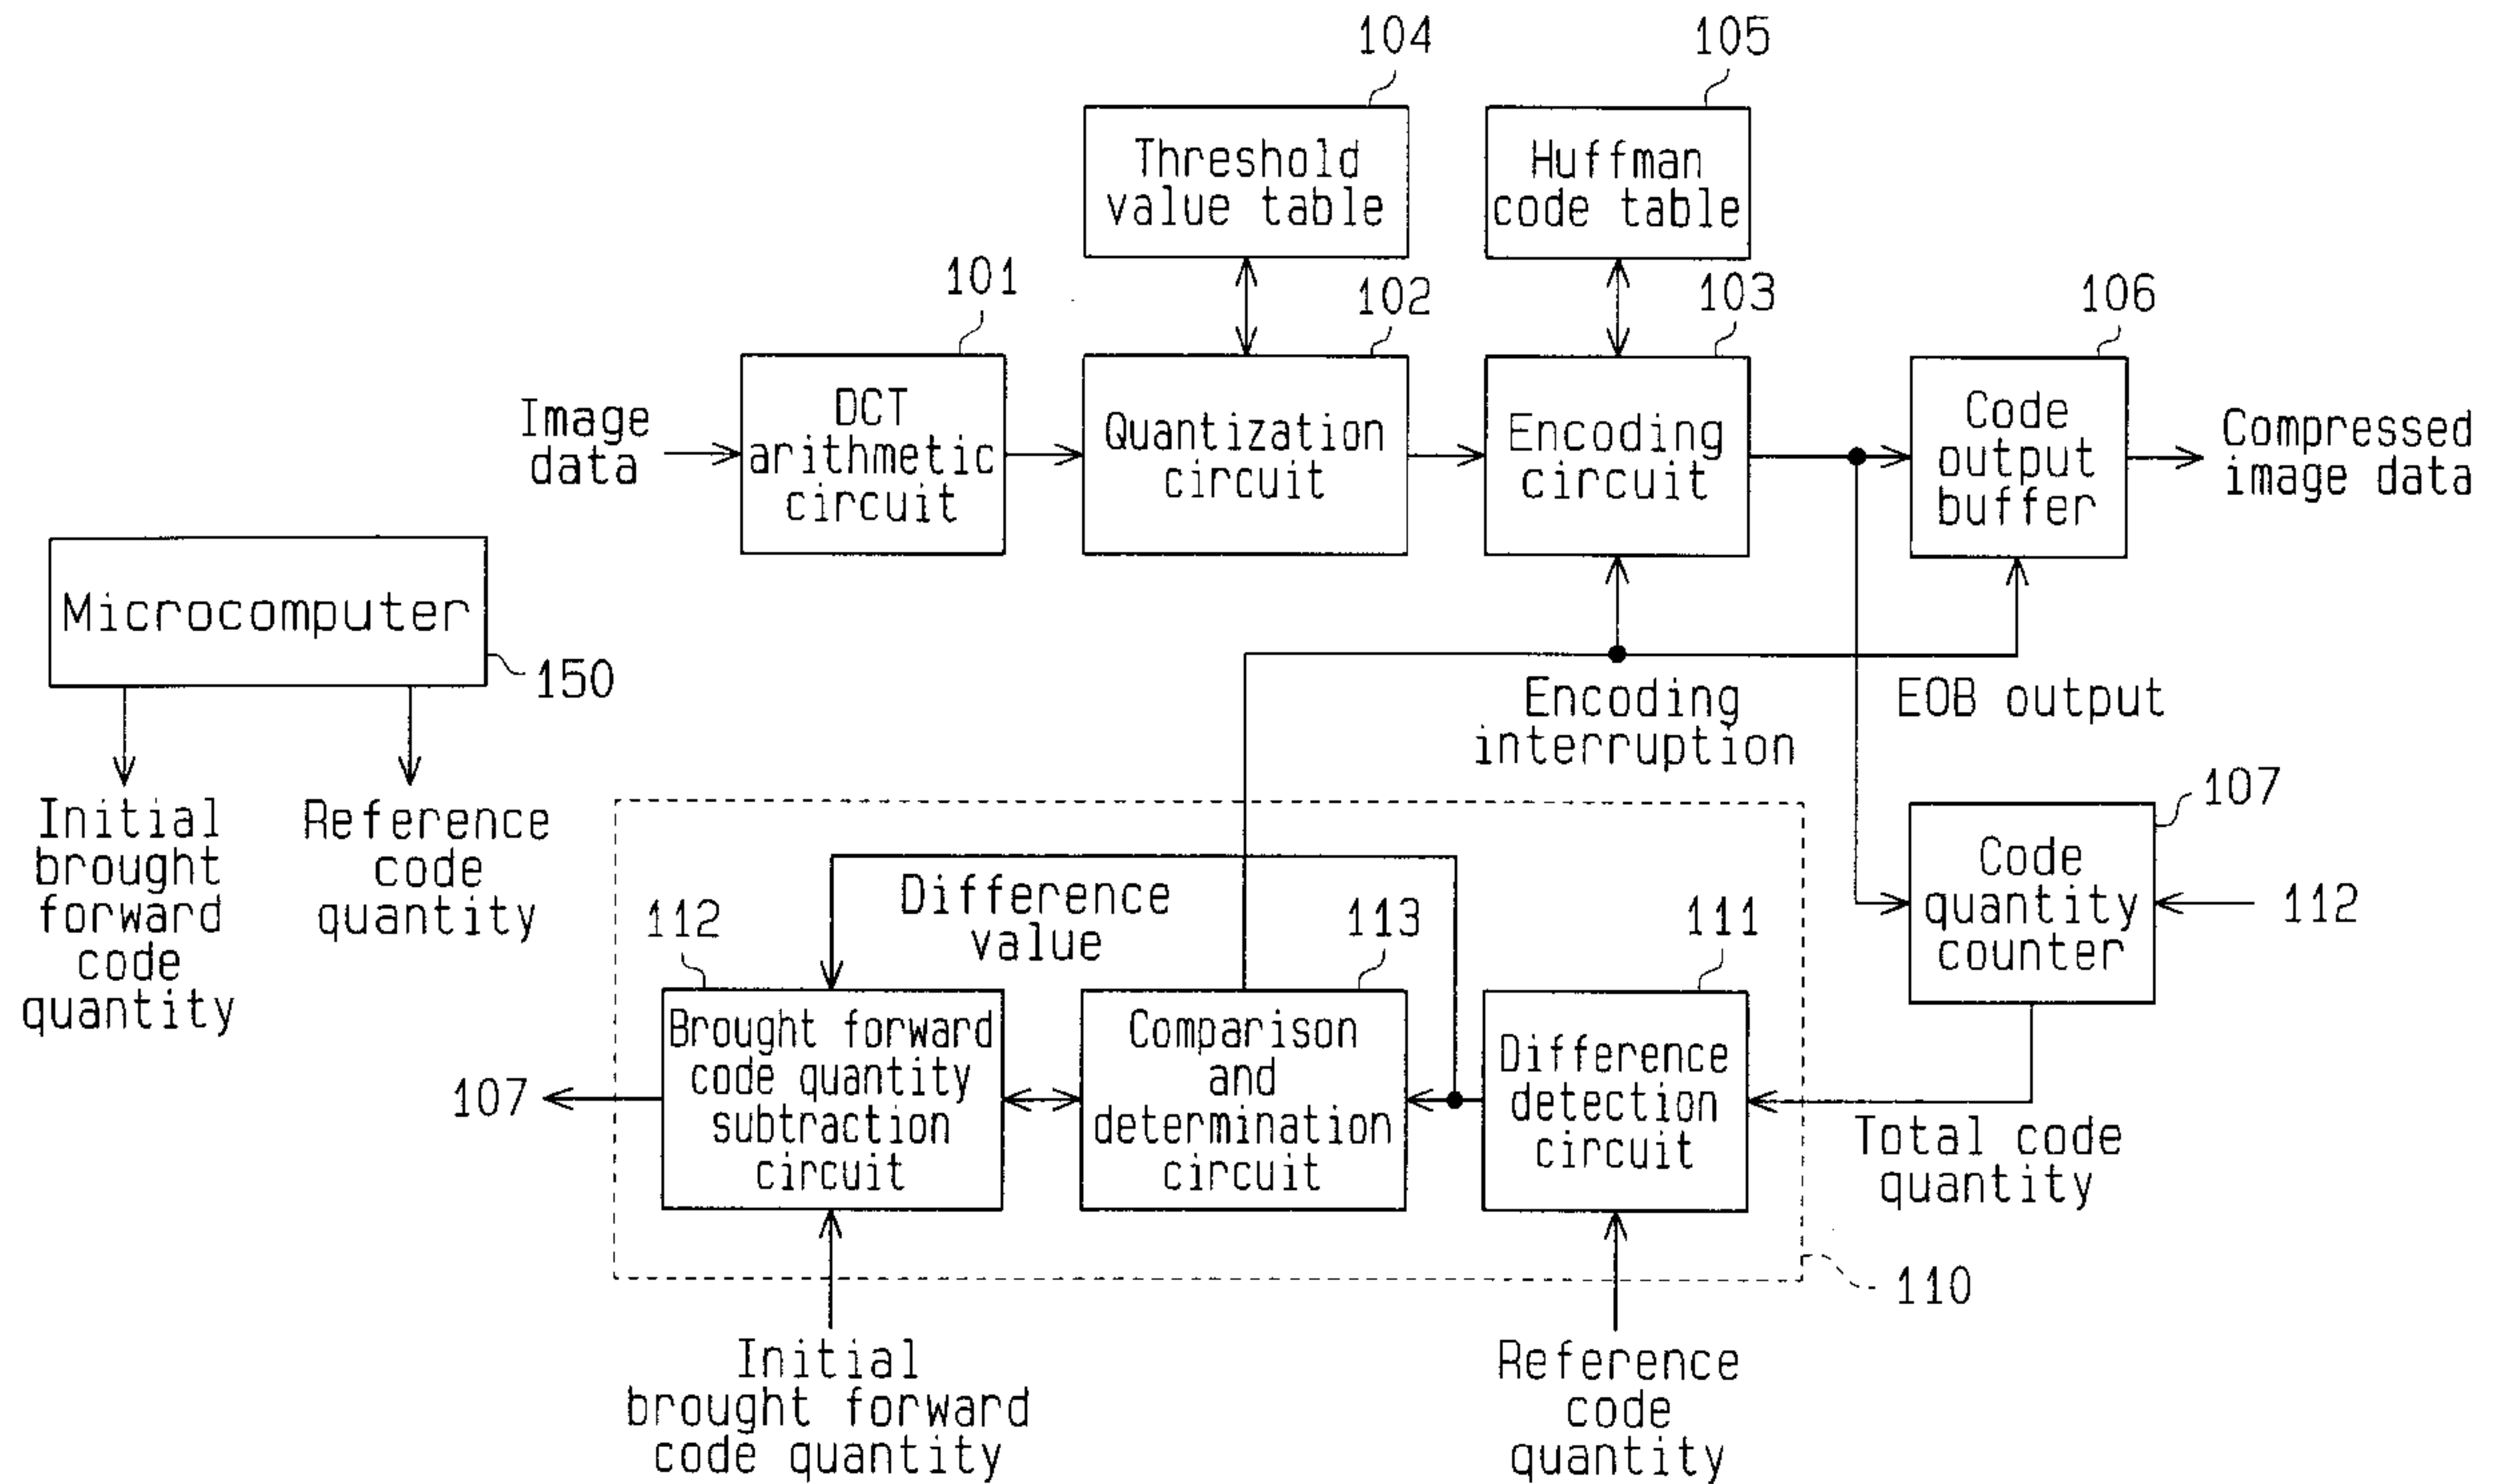 104
105
Threshold
value table
Huffman
code table
101
102
103
106
Image
data
DCT
arithmetic
circuit
Quantization
circuit
Encoding
circuit
Code
output
buffer
Compressed
image data
Microcomputer
150
Encoding
interruption
EOB output
Initial
brought
forward
code
quantity
Reference
code
quantity
107
Code
quantity
counter
112
112
Difference
value
113
111
107
Brought forward
code quantity
subtraction
circuit
Comparison
and
determination
circuit
Difference
detection
circuit
Total code
quantity
110
Initial
brought forward
code quantity
Reference
code
quantity